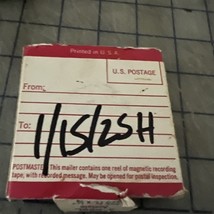 Printed in U.S.A.
U.S. POSTAGE
From:
To:
1/15/25H
POSTMASTER: This mailer contains one reel of magnetic recording
tape, with recorded message. May be opened for postal inspection.